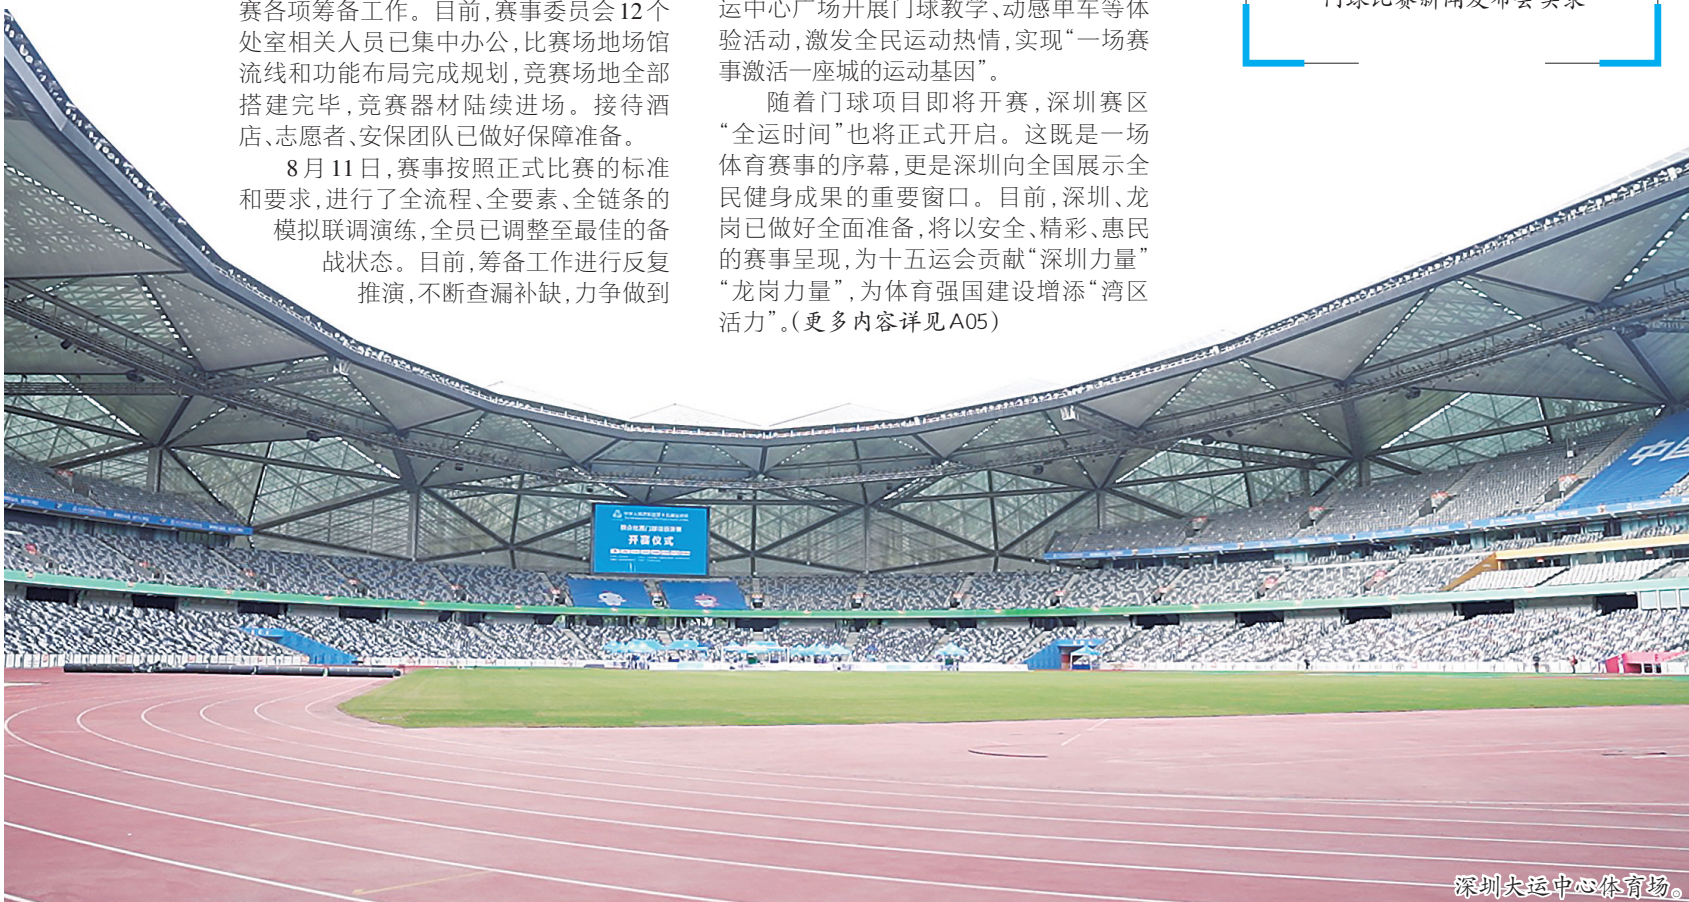 赛各项筹备工作。目前,赛事委员会12个
处室相关人员已集中办公,比赛场地场馆
流线和功能布局完成规划,竞赛场地全部
搭建完毕,竞赛器材陆续进场。接待酒
店、志愿者、安保团队已做好保障准备。
8月11日,赛事按照正式比赛的标准
和要求,进行了全流程、全要素、全链条的
模拟联调演练,全员已调整至最佳的备
战状态。目前,筹备工作进行反复
推演,不断查漏补缺,力争做到
运中心广场开展门球教学、动感单车等体
验活动,激发全民运动热情,实现“一场赛
事激活一座城的运动基因”。
随着门球项目即将开赛,深圳赛区
“全运时间”也将正式开启。这既是一场
体育赛事的序幕,更是深圳向全国展示全
民健身成果的重要窗口。目前,深圳、龙
岗已做好全面准备,将以安全、精彩、惠民
的赛事呈现,为十五运会贡献“深圳力量”
“龙岗力量”,为体育强国建设增添“湾区
活力”。(更多内容详见A05)
门球比赛新闻发布会实录
开幕仪式
中国
深圳大运中心体育场。